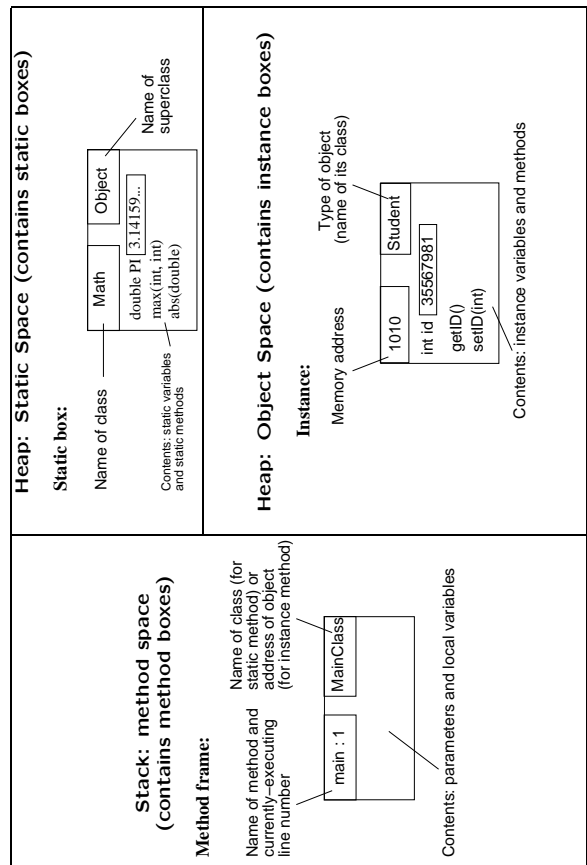 Stack: method space
(contains method boxes)
Method frame:
Name of method and
currently−executing
line number
Name of class (for
static method) or
address of object
(for instance method)
main : 1
MainClass
Contents: parameters and local variables
Heap: Static Space (contains static boxes)
Static box:
Name of class
Math
Object
Name of
superclass
double PI 3.14159...
max(int, int)
abs(double)
Contents: static variables
and static methods
Heap: Object Space (contains instance boxes)
Instance:
Memory address
Type of object
(name of its class)
1010
Student
int id 35567981
getID()
setID(int)
Contents: instance variables and methods